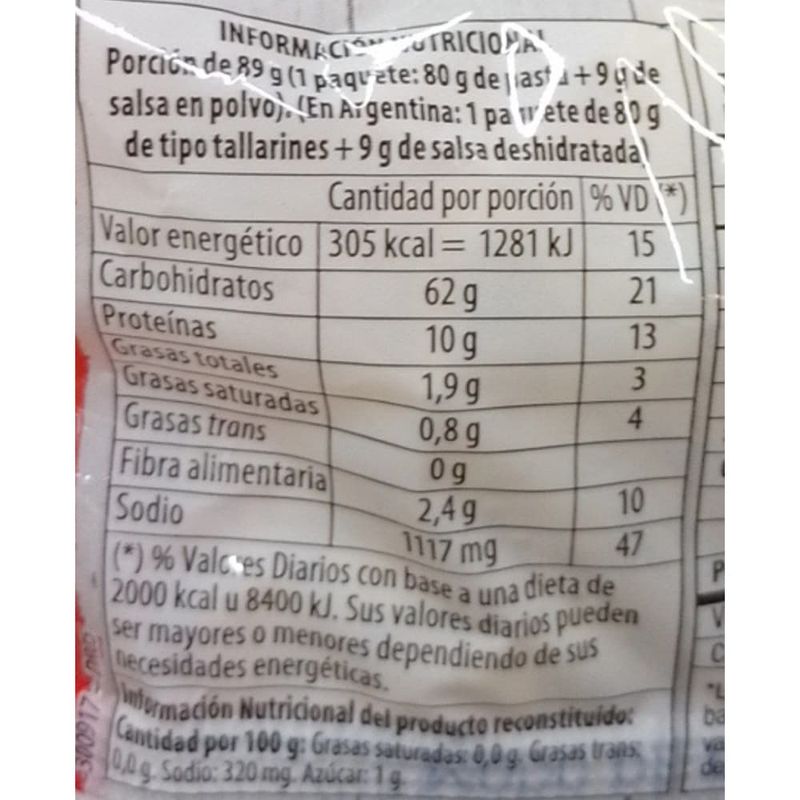 INFORMACIÓN NUTRICIONAL
Porción de 89 g (1 paquete: 80 g de pasta + 9 g de
salsa en polvo). (En Argentina: 1 paquete de 80 g
de tipo tallarines + 9 g de salsa deshidratada)
Cantidad por porción % VD (*)
Valor energético 305 kcal = 1281 kJ 15
Carbohidratos 62 g 21
Proteínas 10 g 13
Grasas totales 1,9 g 3
Grasas saturadas 0,8 g 4
Grasas trans 0 g
Fibra alimentaria 2,4 g 10
Sodio 1117 mg 47
(*) % Valores Diarios con base a una dieta de
2000 kcal u 8400 kJ. Sus valores diarios pueden
ser mayores o menores dependiendo de sus
necesidades energéticas.
Información Nutricional del producto reconstituido:
Cantidad por 100 g: Grasas saturadas: 0,0 g. Grasas trans:
0,0 g. Sodio: 320 mg. Azúcar: 1 g.